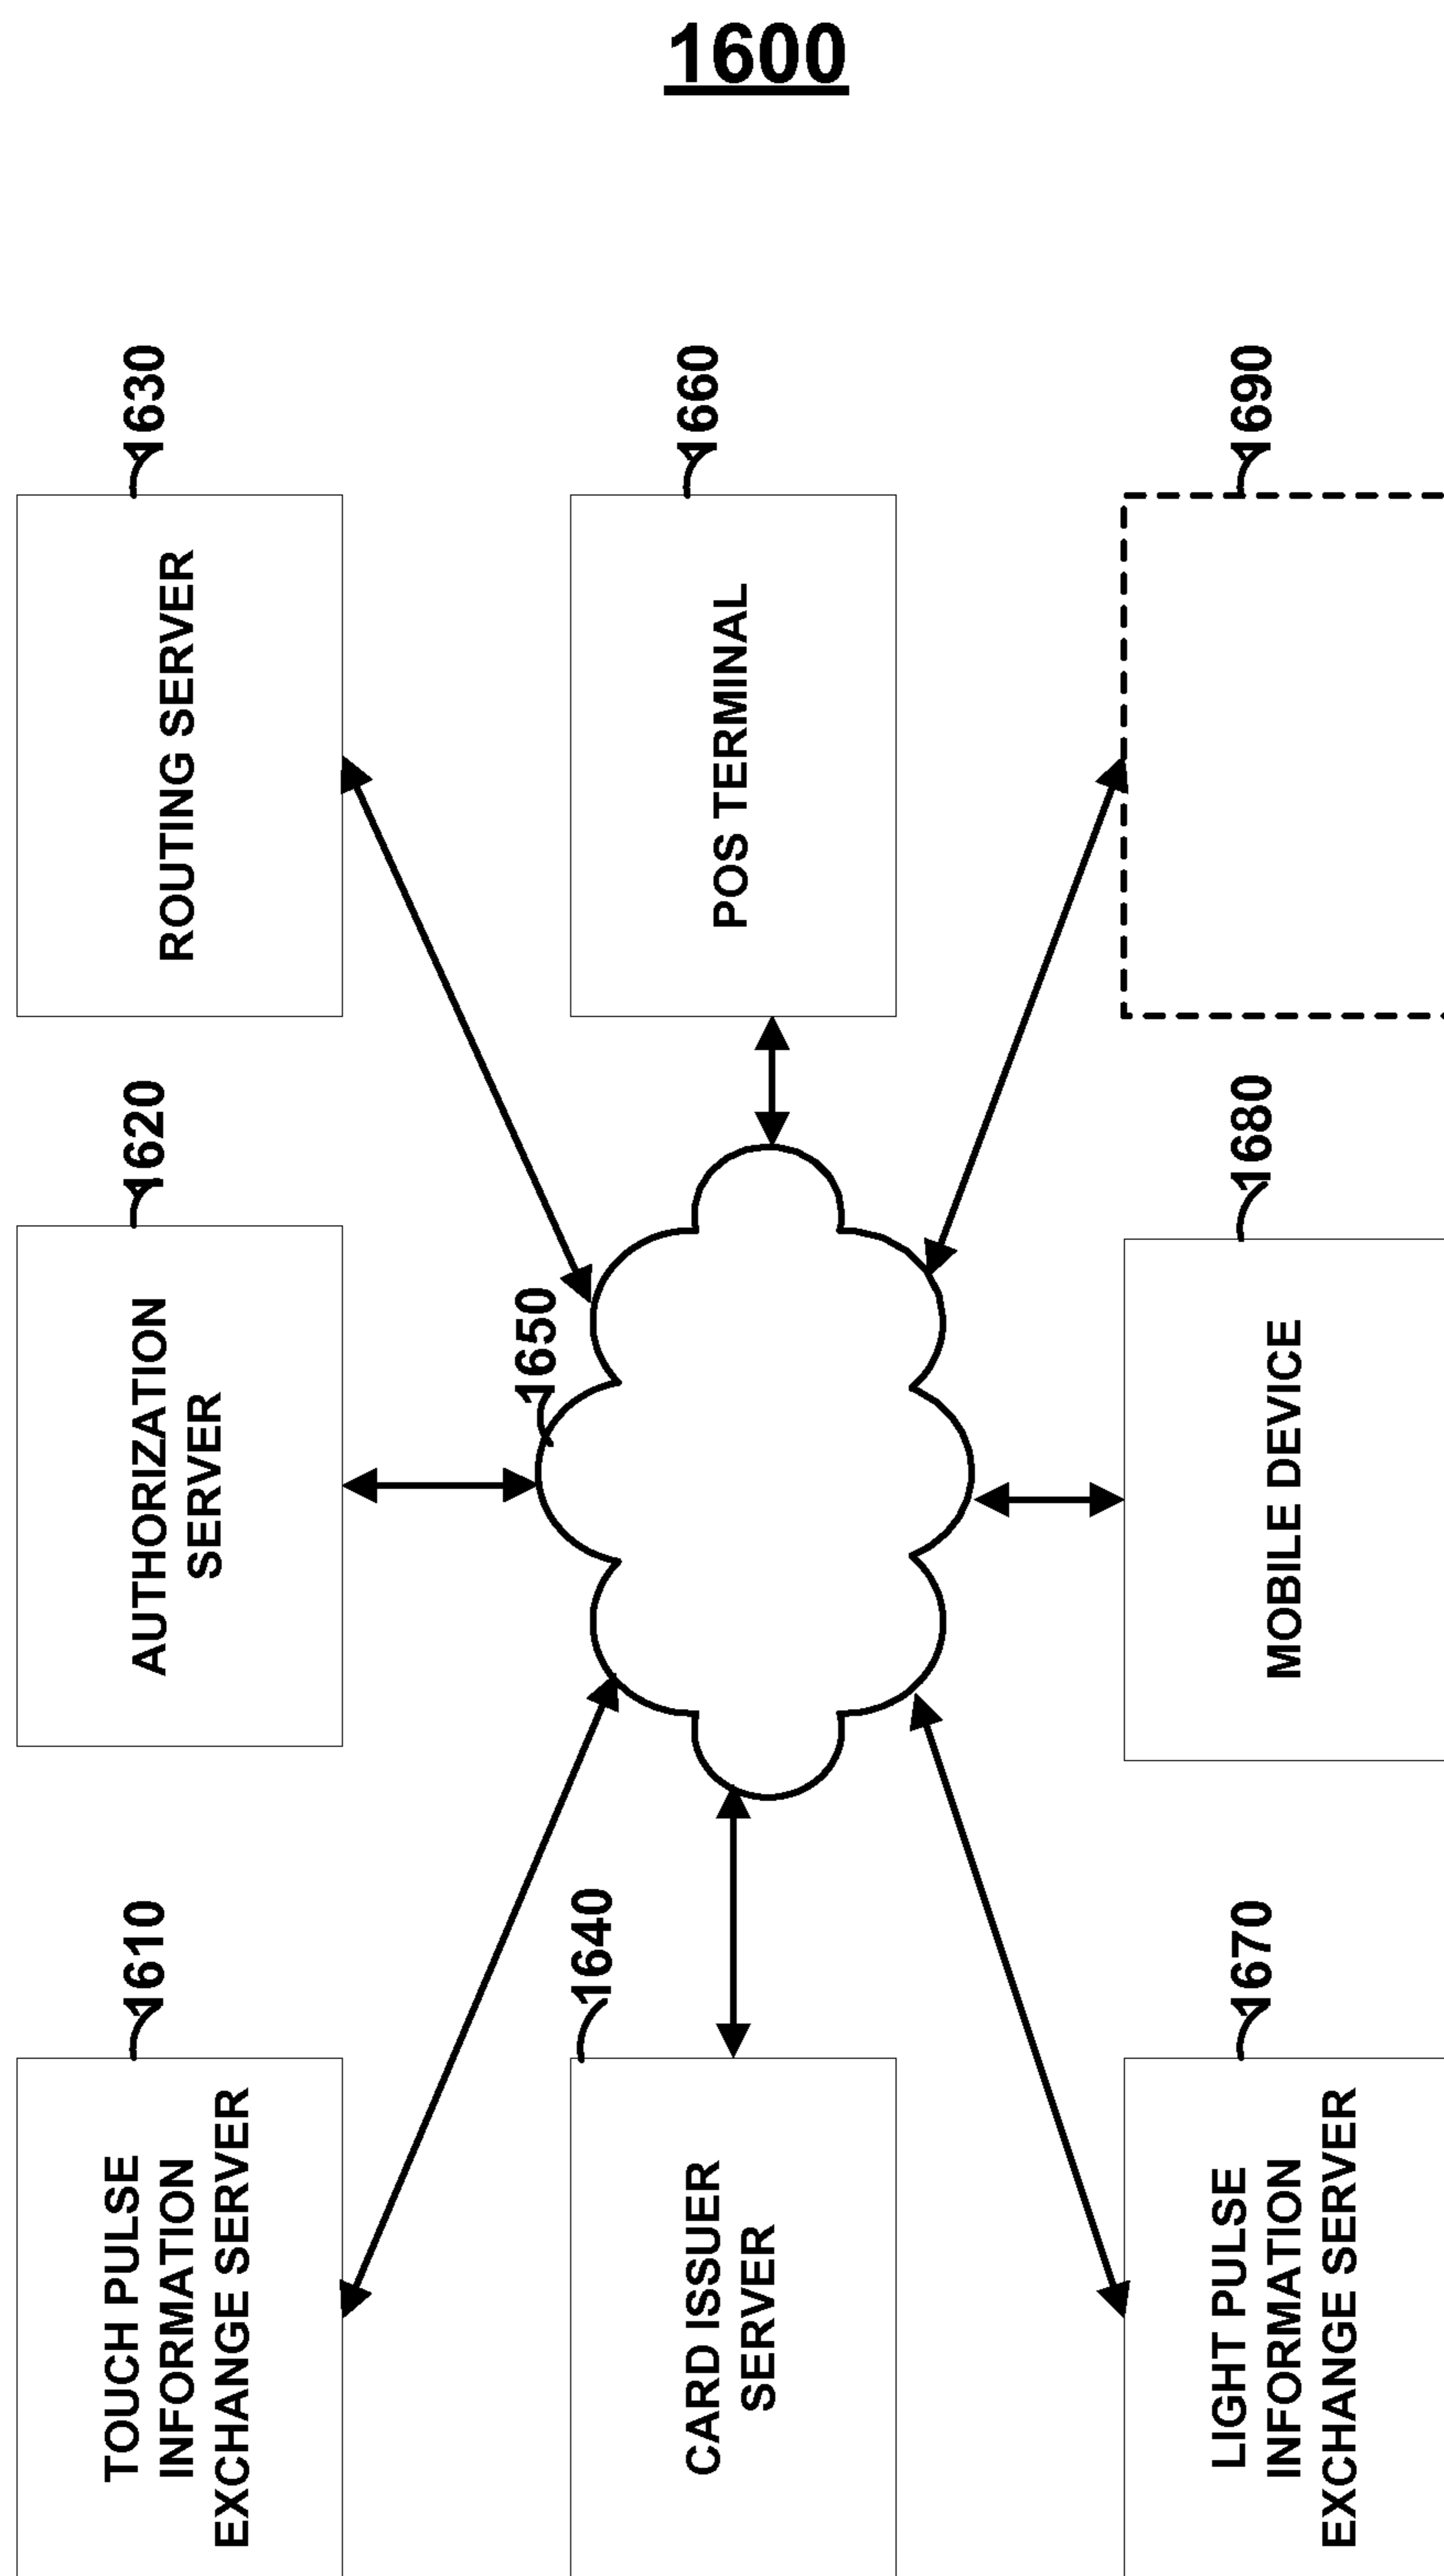 1600
1610
TOUCH PULSE
INFORMATION
EXCHANGE SERVER
1620
AUTHORIZATION
SERVER
1630
ROUTING SERVER
1640
CARD ISSUER
SERVER
1650
1660
POS TERMINAL
1670
LIGHT PULSE
INFORMATION
EXCHANGE SERVER
1680
MOBILE DEVICE
1690